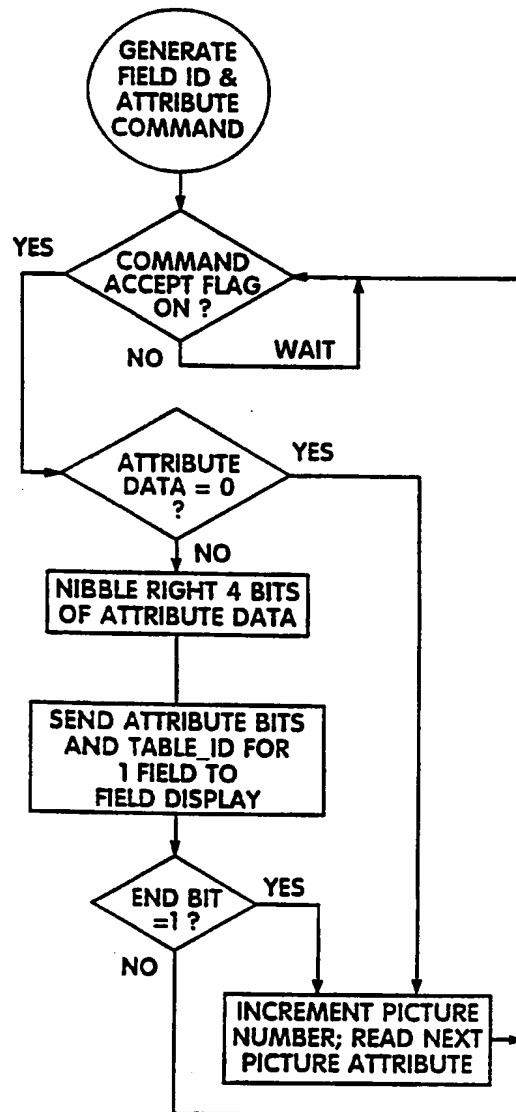 GENERATE
FIELD ID &
ATTRIBUTE
COMMAND
YES
COMMAND
ACCEPT FLAG
ON ?
NO
WAIT
ATTRIBUTE
DATA = 0
?
YES
NO
NIBBLE RIGHT 4 BITS
OF ATTRIBUTE DATA
SEND ATTRIBUTE BITS
AND TABLE_ID FOR
1 FIELD TO
FIELD DISPLAY
END BIT
=1 ?
YES
NO
INCREMENT PICTURE
NUMBER; READ NEXT
PICTURE ATTRIBUTE